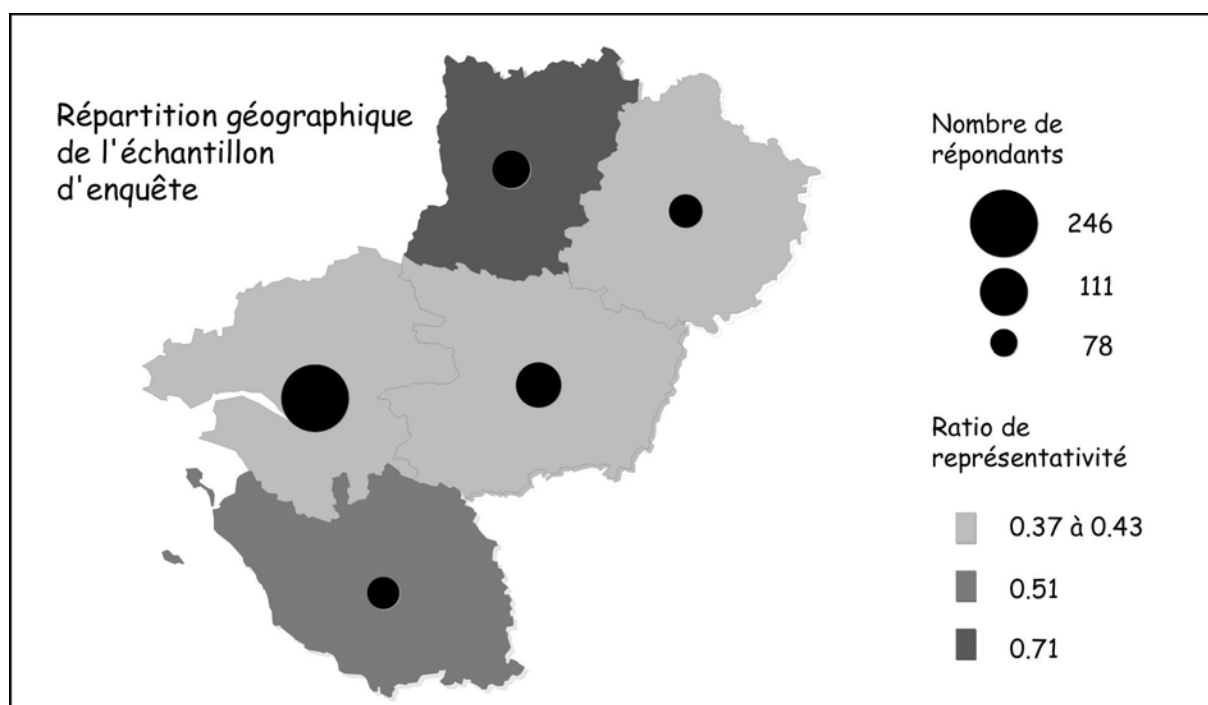 Répartition géographique
de l'échantillon
d'enquête
Nombre de
répondants
246
111
78
Ratio de
représentativité
0.37 à 0.43
0.51
0.71